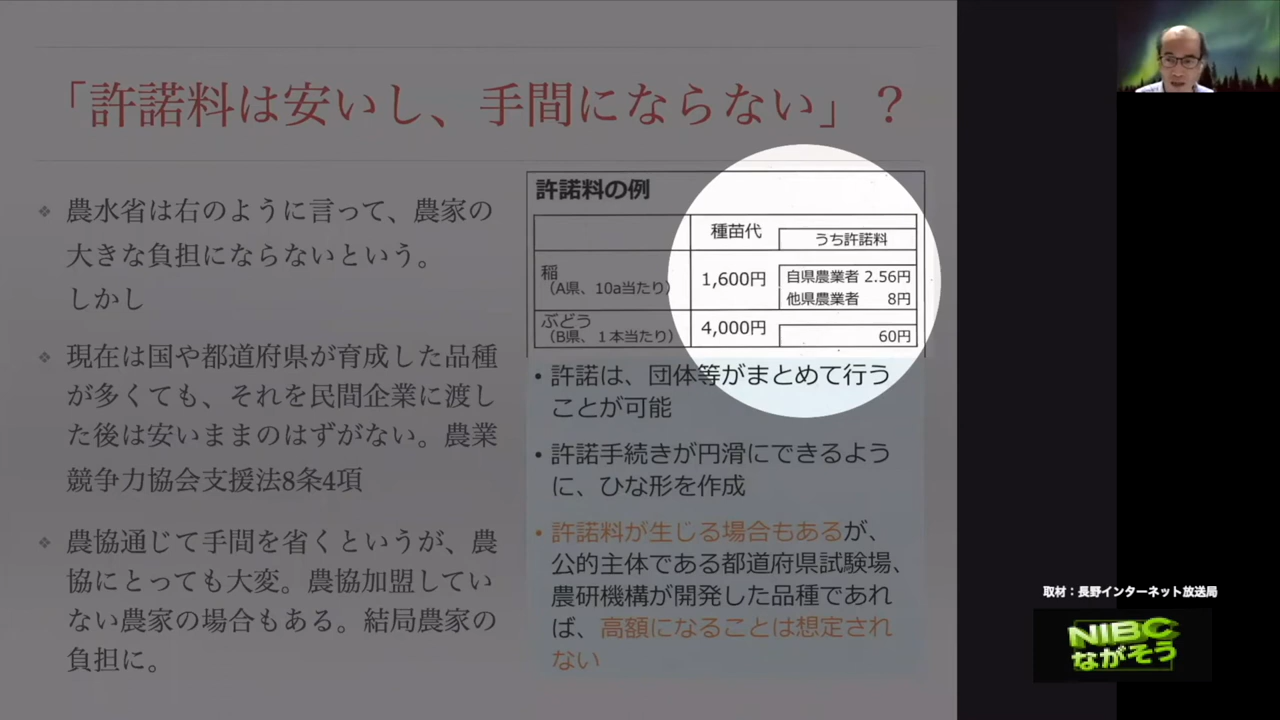 「許諾料は安いし、手間にならない」？
農水省は右のように言って、農家の
大きな負担にならないという。
しかし
現在は国や都道府県が育成した品種
が多くても、それを民間企業に渡し
た後は安いままのはずがない。農業
競争力協会支援法8条4項
農協通じて手間を省くというが、農
協にとっても大変。農協加盟してい
ない農家の場合もある。結局農家の
負担に。
許諾料の例
種苗代
うち許諾料
稲
（A県、10a当たり）
1,600円
自県農業者 2.56円
他県農業者 8円
ぶどう
（B県、１本当たり）
4,000円
60円
・許諾は、団体等がまとめて行う
ことが可能
・許諾手続きが円滑にできるよう
に、ひな形を作成
・許諾料が生じる場合もあるが、
公的主体である都道府県試験場、
農研機構が開発した品種であれ
ば、高額になることは想定され
ない
取材：長野インターネット放送局
NIBC
ながそう